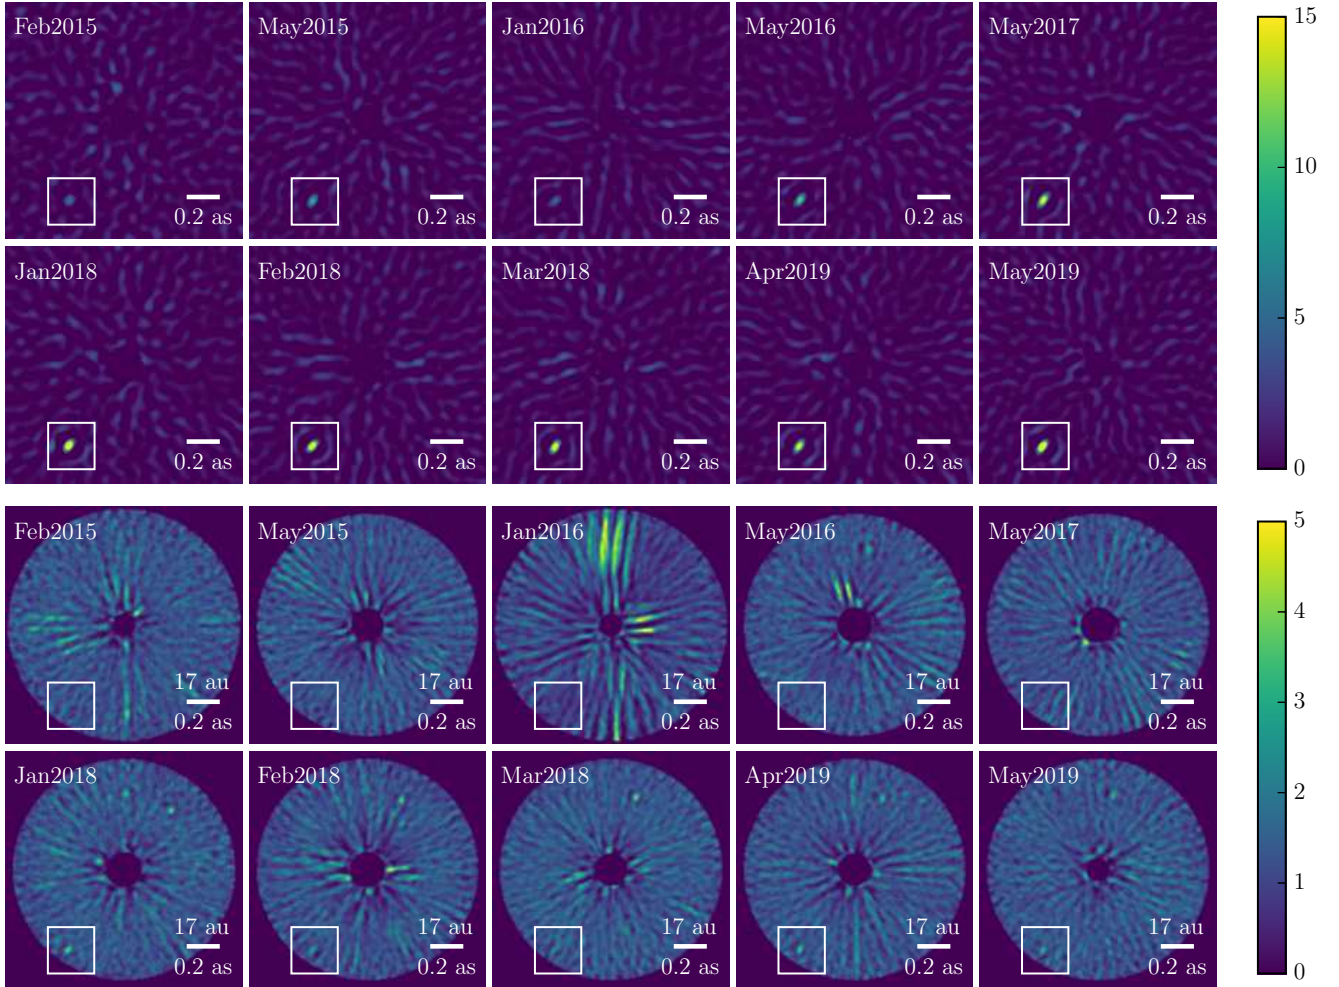 Feb2015 May2015 Jan2016 May2016 May2017 15
10
0.2 as 0.2 as 0.2 as 0.2 as 0.2 as
Jan2018 Feb2018 Mar2018 Apr2019 May2019
5
0.2 as 0.2 as 0.2 as 0.2 as 0.2 as
0
Feb2015 May2015 Jan2016 May2016 May2017 5
4
17 au 17 au 17 au 17 au 17 au
0.2 as 0.2 as 0.2 as 0.2 as 0.2 as
3
Jan2018 Feb2018 Mar2018 Apr2019 May2019
2
1
17 au 17 au 17 au 17 au 17 au
0.2 as 0.2 as 0.2 as 0.2 as 0.2 as
0